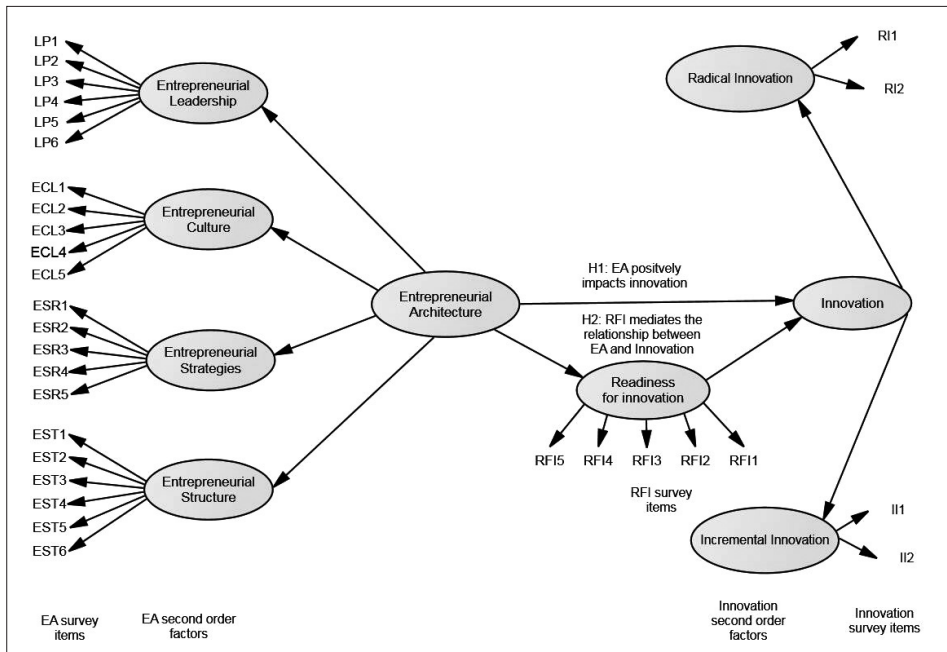 LP1
LP2
LP3
LP4
LP5
LP6
Entrepreneurial
Leadership
ECL1
ECL2
ECL3
ECL4
ECL5
Entrepreneurial
Culture
ESR1
ESR2
ESR3
ESR4
ESR5
Entrepreneurial
Strategies
EST1
EST2
EST3
EST4
EST5
EST6
Entrepreneurial
Structure
Entrepreneurial
Architecture
H1: EA positvely
impacts innovation
H2: RFI mediates the
relationship between
EA and Innovation
Readiness
for innovation
RFI5
RFI4
RFI3
RFI2
RFI1
RFI survey
items
Innovation
Radical Innovation
RI1
RI2
Incremental Innovation
II1
II2
EA survey
items
EA second order
factors
Innovation
second order
factors
Innovation
survey items